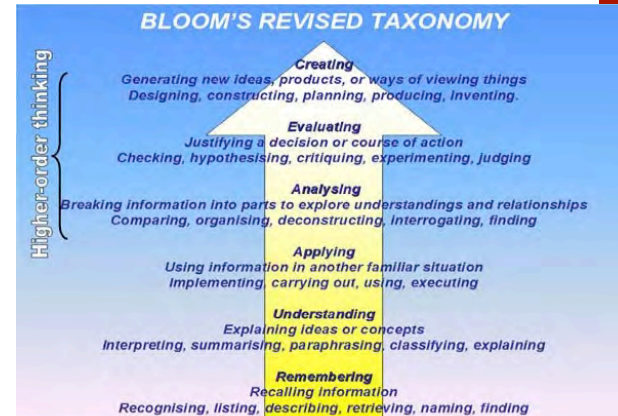 BLOOM'S REVISED TAXONOMY
Higher-order thinking
Creating
Generating new ideas, products, or ways of viewing things
Designing, constructing, planning, producing, inventing.
Evaluating
Justifying a decision or course of action
Checking, hypothesising, critiquing, experimenting, judging
Analysing
Breaking information into parts to explore understandings and relationships
Comparing, organising, deconstructing, interrogating, finding
Applying
Using information in another familiar situation
Implementing, carrying out, using, executing
Understanding
Explaining ideas or concepts
Interpreting, summarising, paraphrasing, classifying, explaining
Remembering
Recalling information
Recognising, listing, describing, retrieving, naming, finding